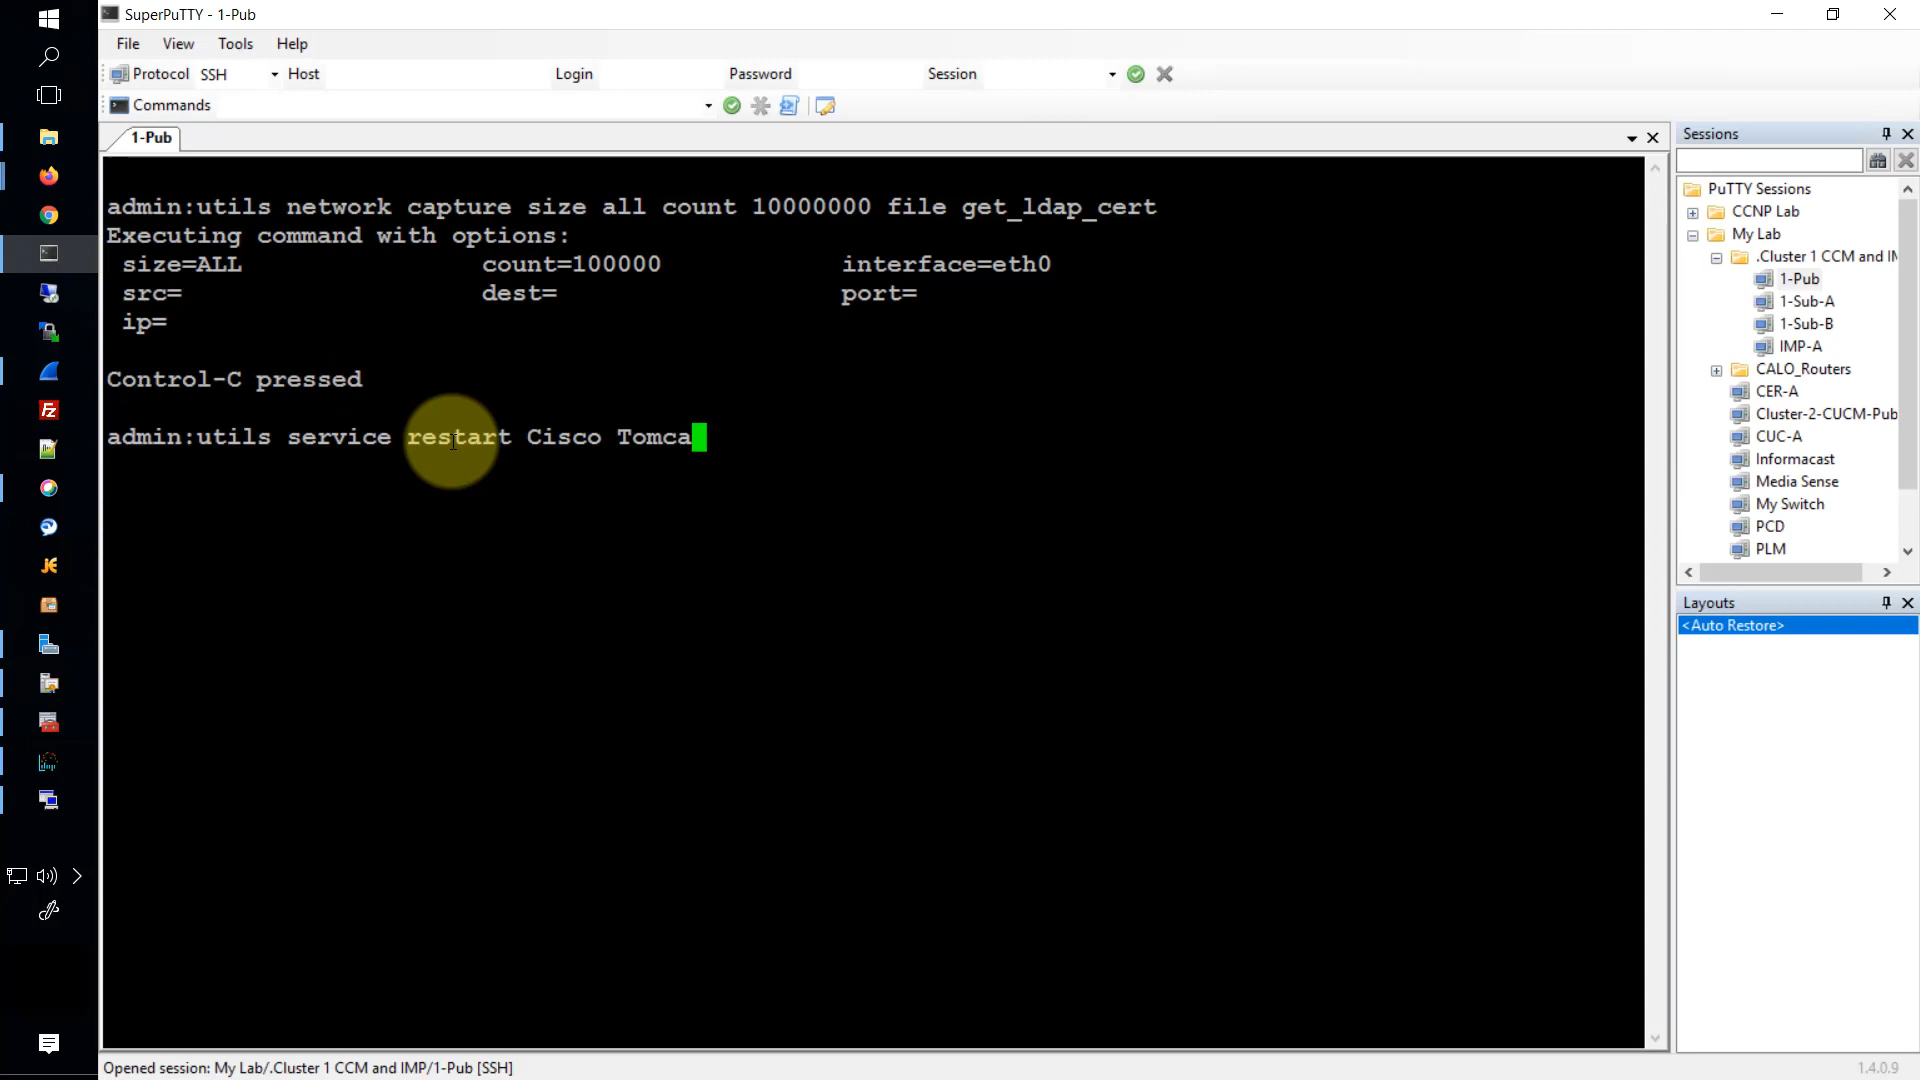 SuperPuTTY - 1-Pub
File View Tools Help
Protocol SSH Host Login Password Session
Commands
1-Pub
admin:utils network capture size all count 10000000 file get_ldap_cert
Executing command with options:
size=ALL count=100000 interface=eth0
src= dest= port=
ip=
Control-C pressed
admin:utils service restart Cisco Tomca
Sessions
PuTTY Sessions
CCNP Lab
My Lab
.Cluster 1 CCM and IM
1-Pub
1-Sub-A
1-Sub-B
IMP-A
CALO_Routers
CER-A
Cluster-2-CUCM-Pub
CUC-A
Informacast
Media Sense
My Switch
PCD
PLM
Layouts
<Auto Restore>
Opened session: My Lab/.Cluster 1 CCM and IMP/1-Pub [SSH]
1.4.0.9